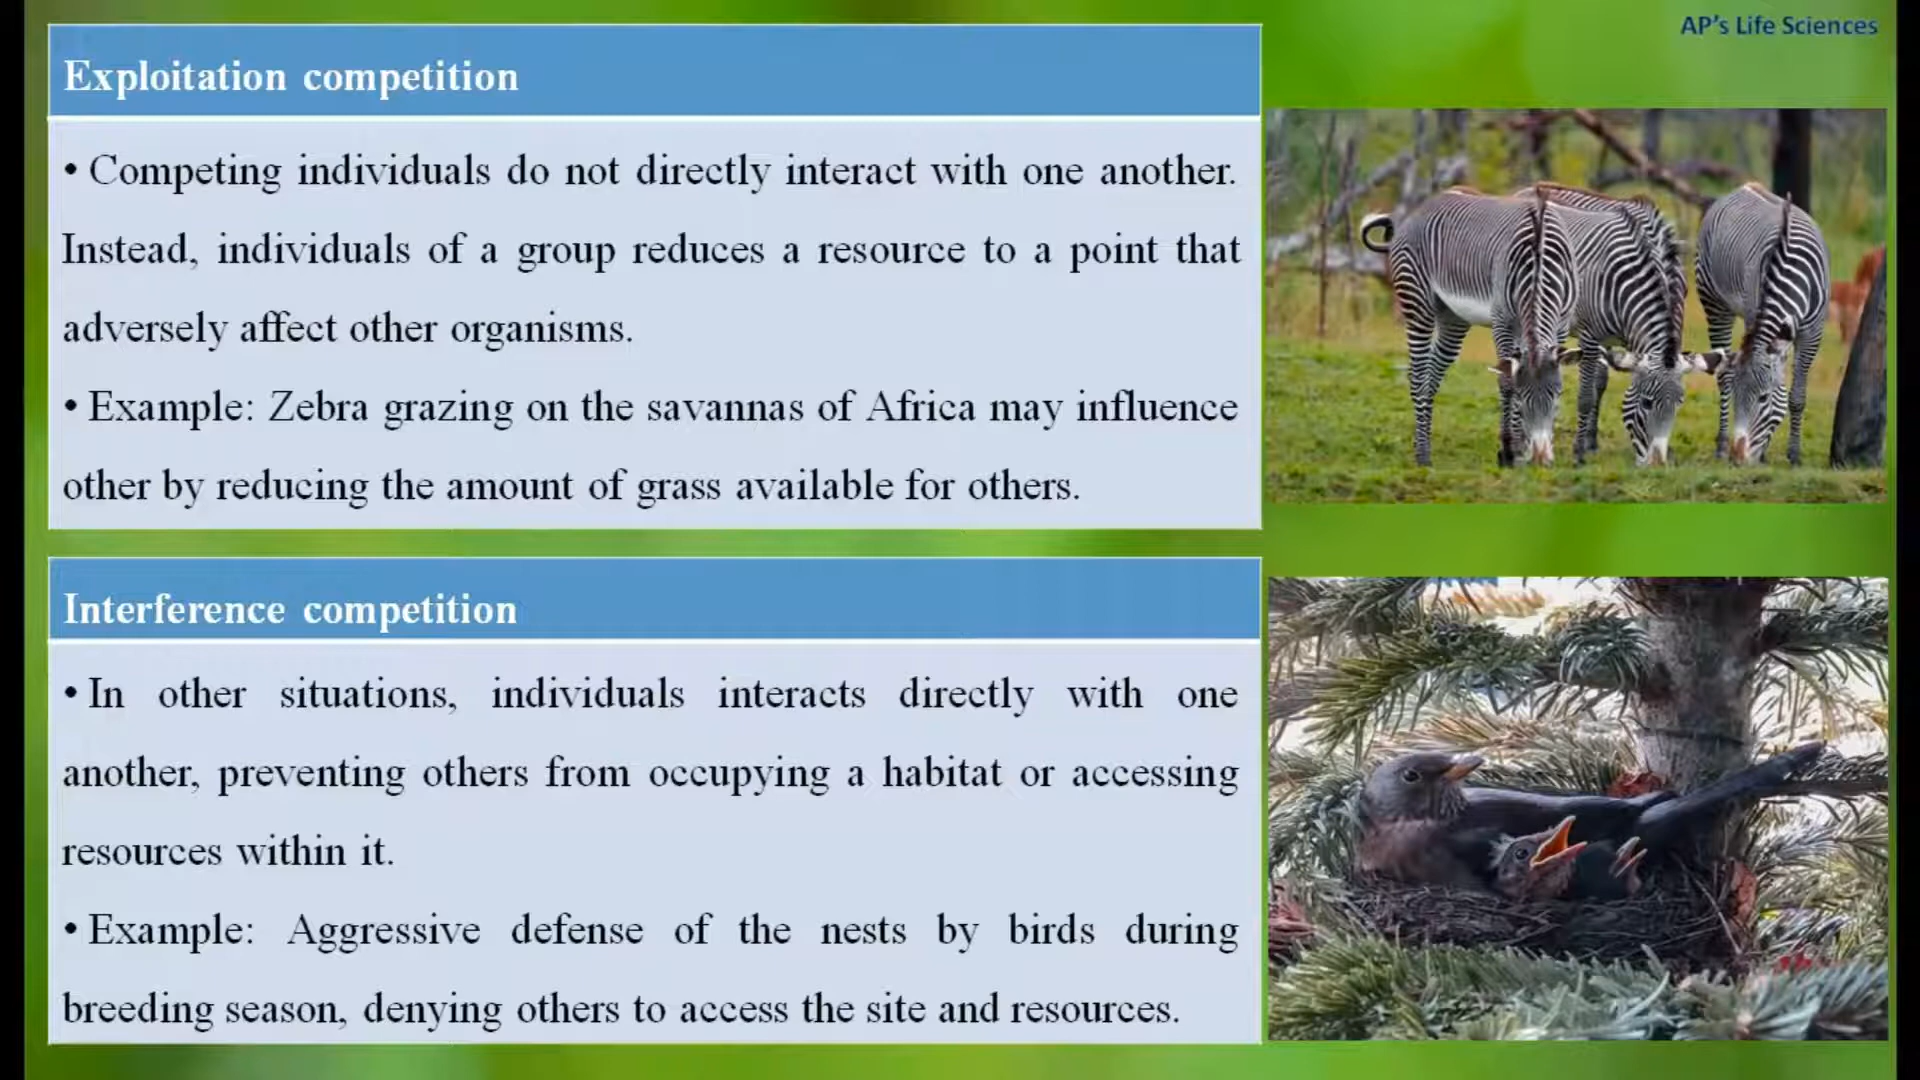 AP's Life Sciences
Exploitation competition
• Competing individuals do not directly interact with one another.
Instead, individuals of a group reduces a resource to a point that
adversely affect other organisms.
• Example: Zebra grazing on the savannas of Africa may influence
other by reducing the amount of grass available for others.
Interference competition
• In other situations, individuals interacts directly with one
another, preventing others from occupying a habitat or accessing
resources within it.
• Example: Aggressive defense of the nests by birds during
breeding season, denying others to access the site and resources.